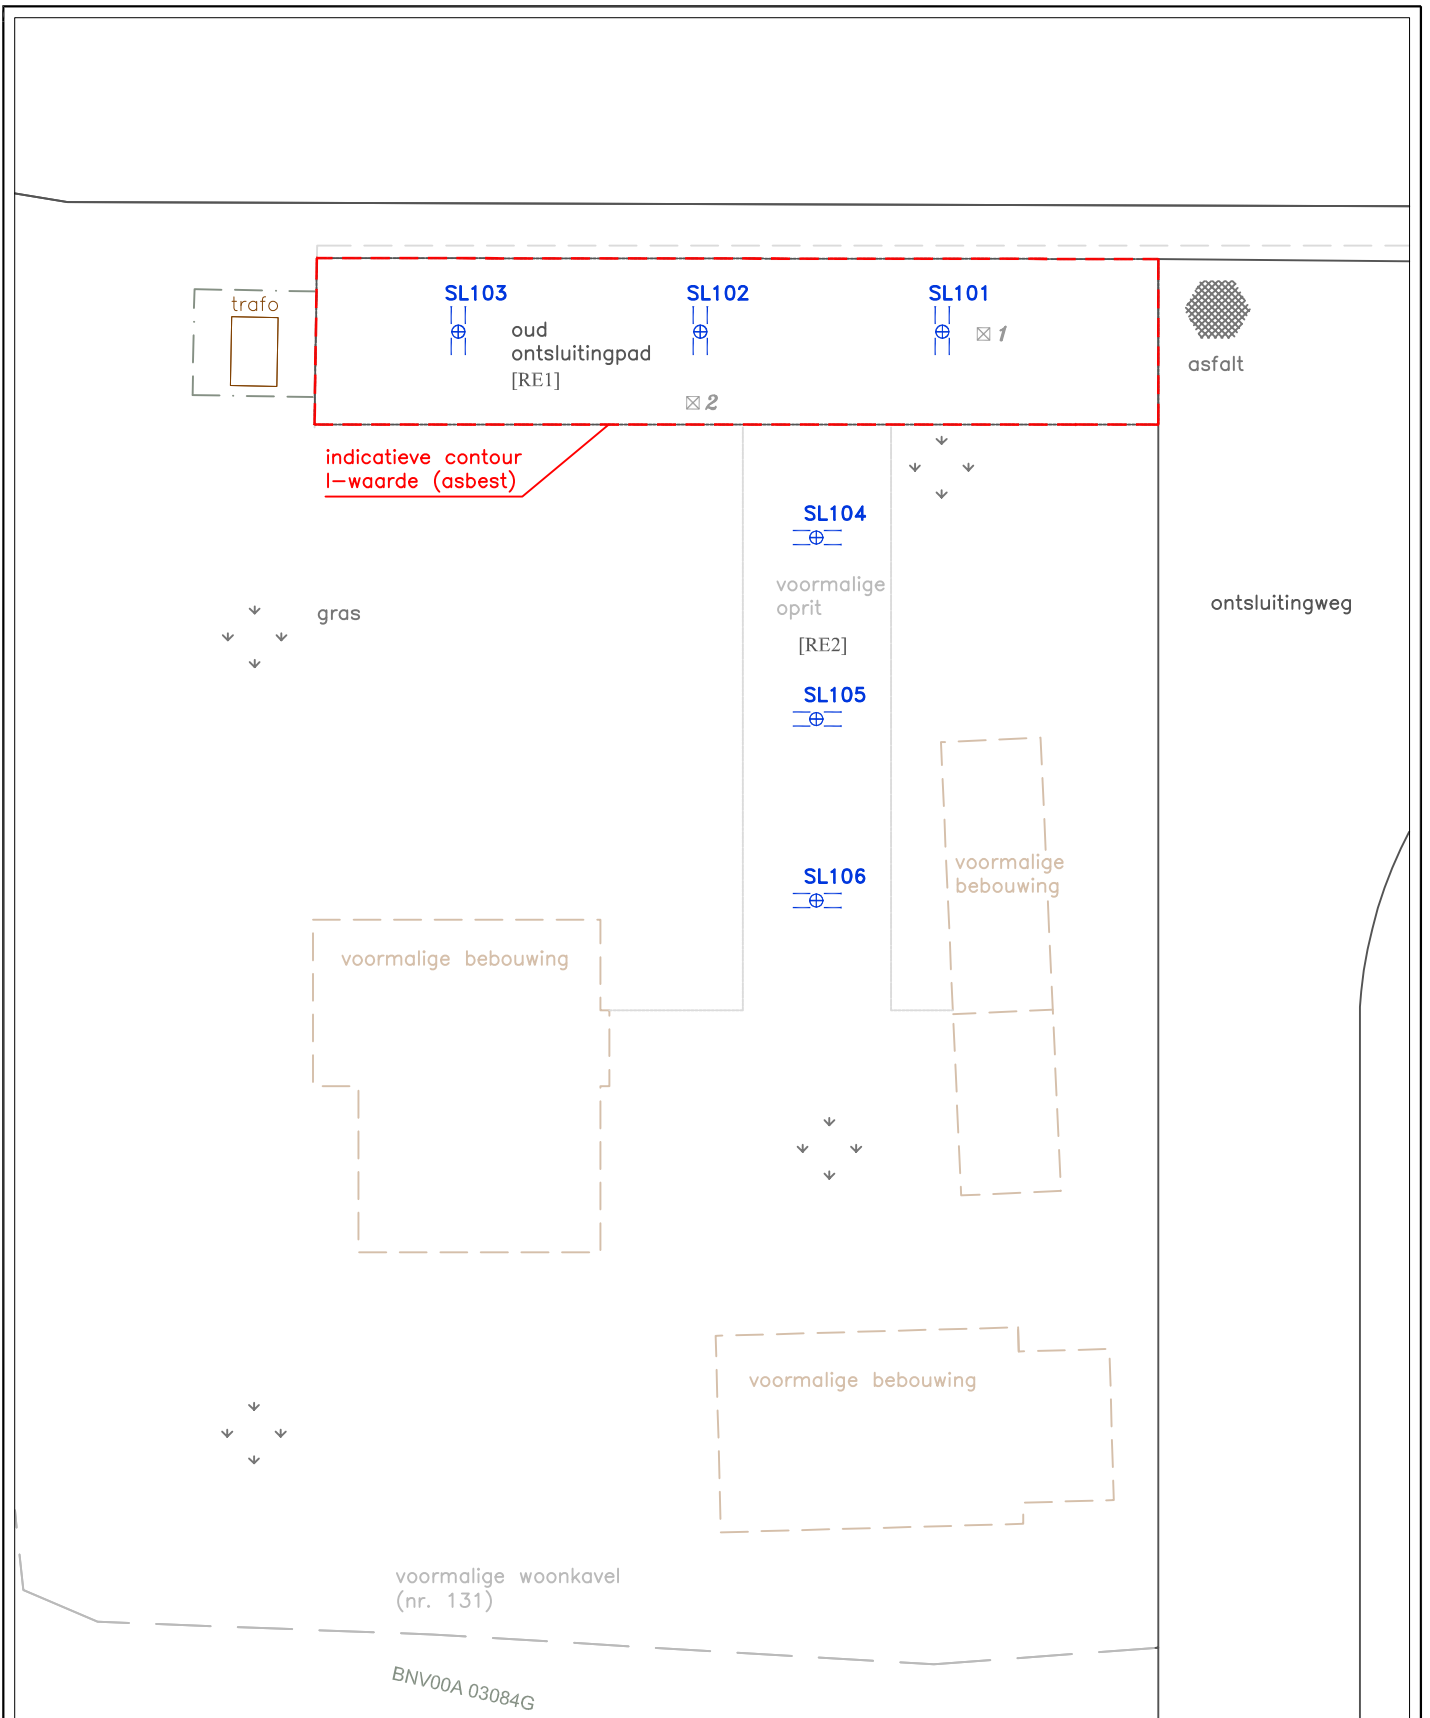 SL103
SL102
SL101
trafo
oud
ontsluitingpad
[RE1]
1
2
asfalt
indicatieve contour
I-waarde (asbest)
SL104
voormalige
oprit
[RE2]
gras
ontsluitingweg
SL105
voormalige
bebouwing
SL106
voormalige bebouwing
voormalige bebouwing
voormalige woonkavel
(nr. 131)
BNV00A 03084G